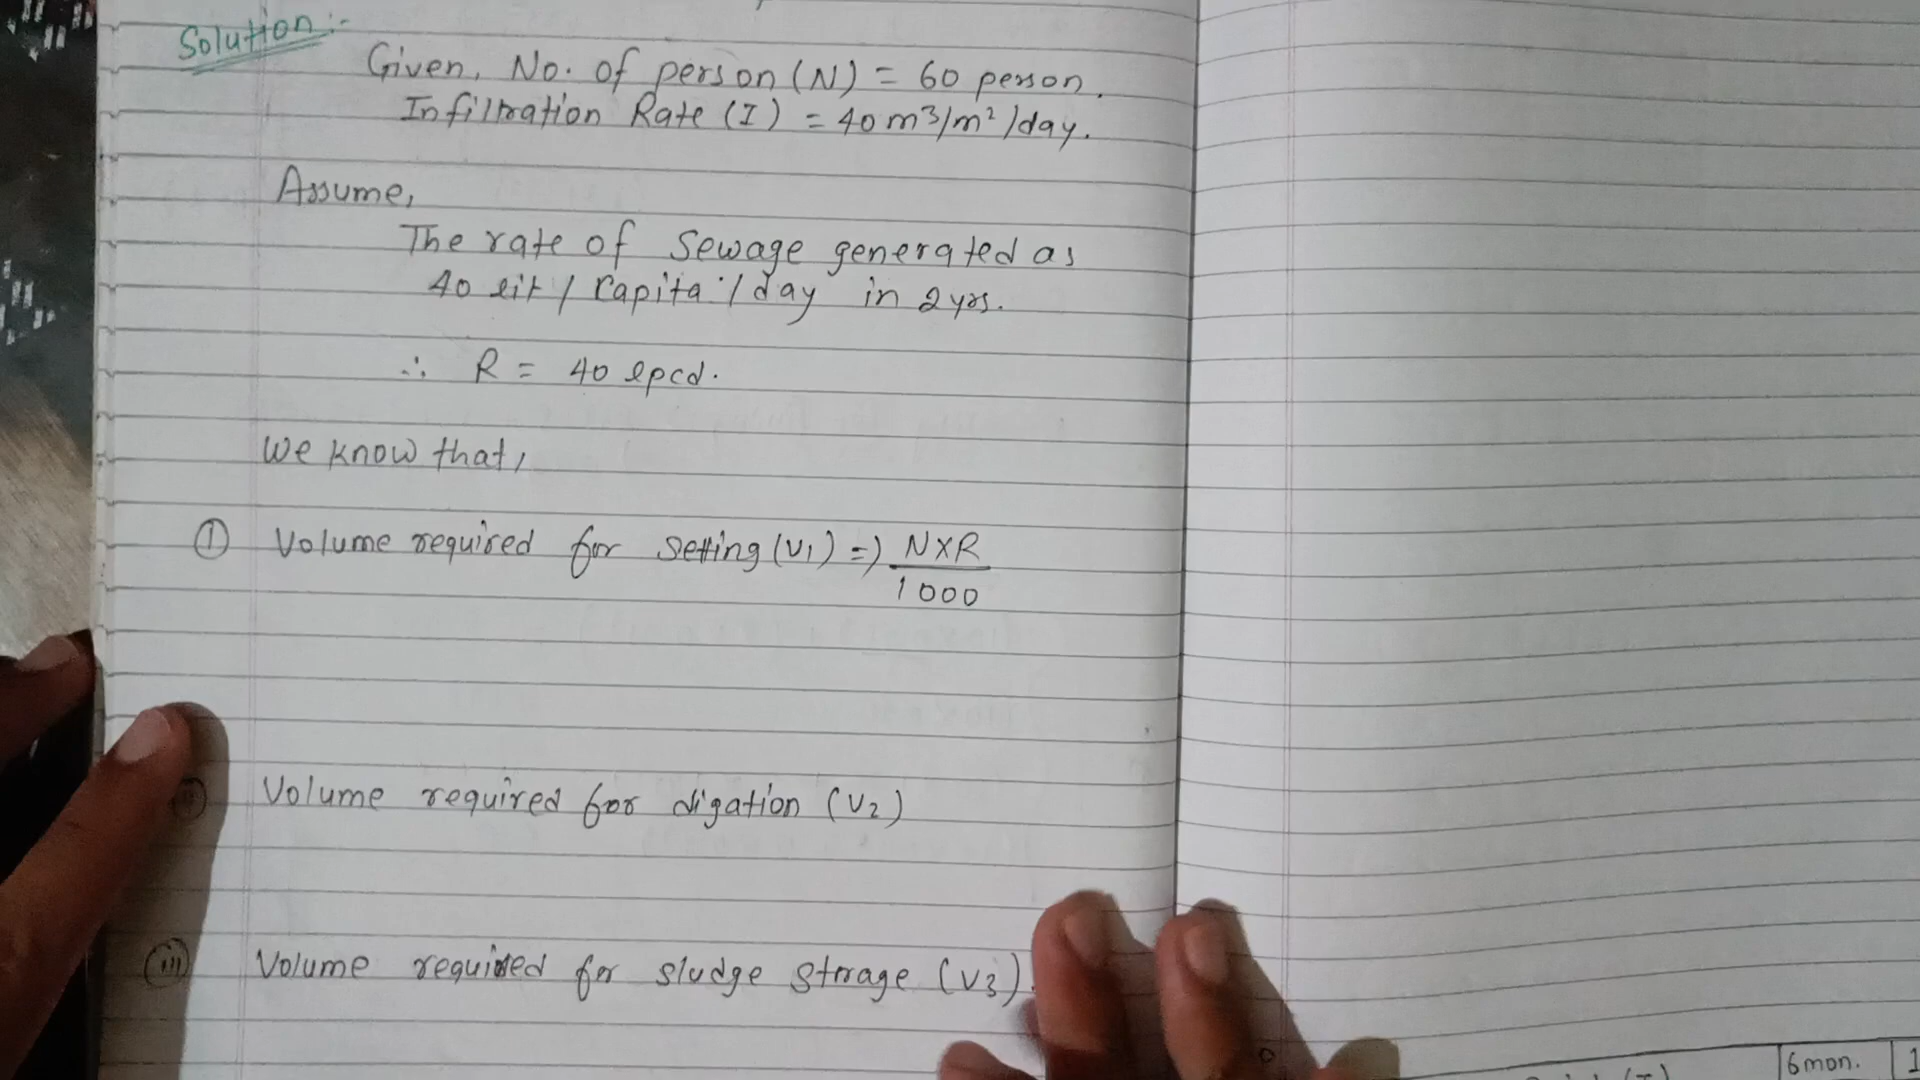 Solution:-
Given, No. of person (N) = 60 person.
Infiltration Rate (I) = 40 m³/m²/day.
Assume,
The rate of sewage generated as
40 lit / Capita / day in 2 yrs.
∴ R = 40 lpcd.
We know that,
① Volume required for setting (V₁) => N×R
1000
Volume required for digation (V₂)
(iii) Volume required for sludge strage (V₃).
6 mon.